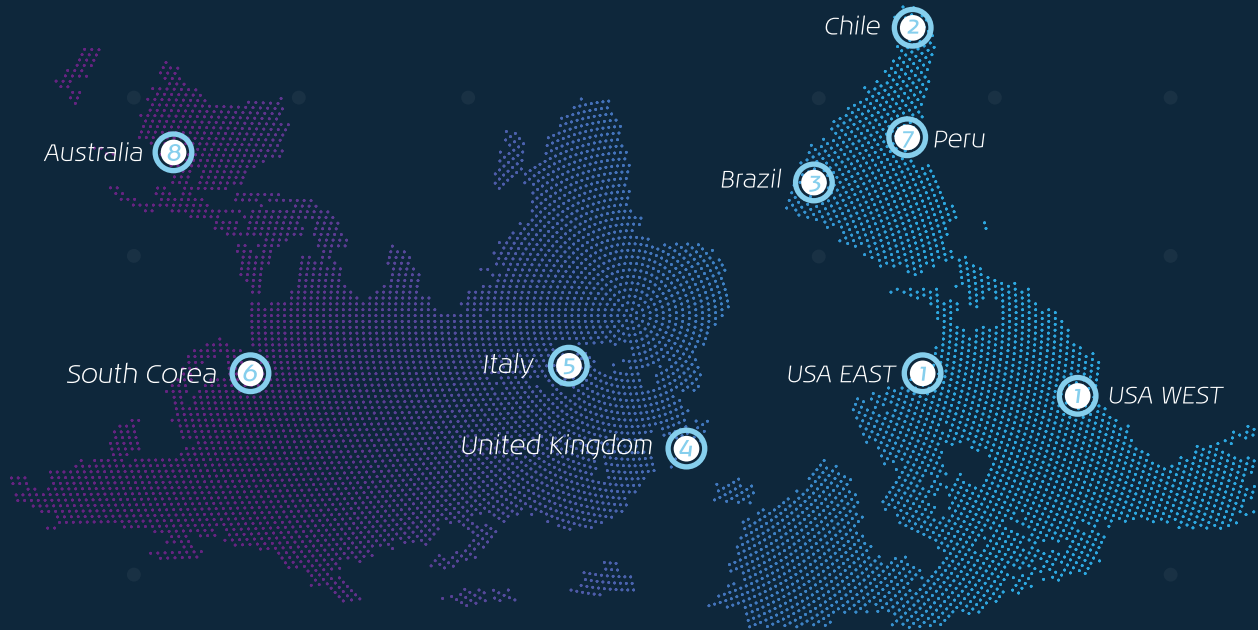 Chile 2
Australia 8
7 Peru
Brazil 3
South Corea 6
Italy 5
USA EAST 1
1 USA WEST
United Kingdom 4